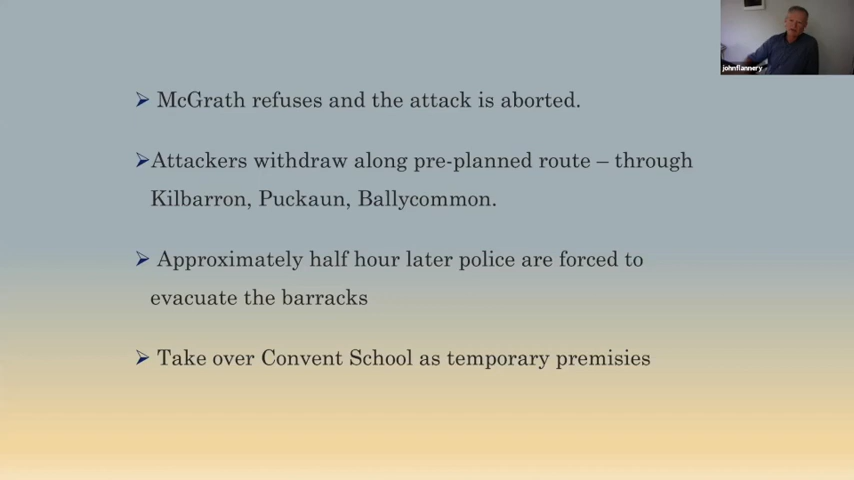 johnflannery
➢ McGrath refuses and the attack is aborted.
➢Attackers withdraw along pre-planned route – through
Kilbarron, Puckaun, Ballycommon.
➢ Approximately half hour later police are forced to
evacuate the barracks
➢ Take over Convent School as temporary premisies